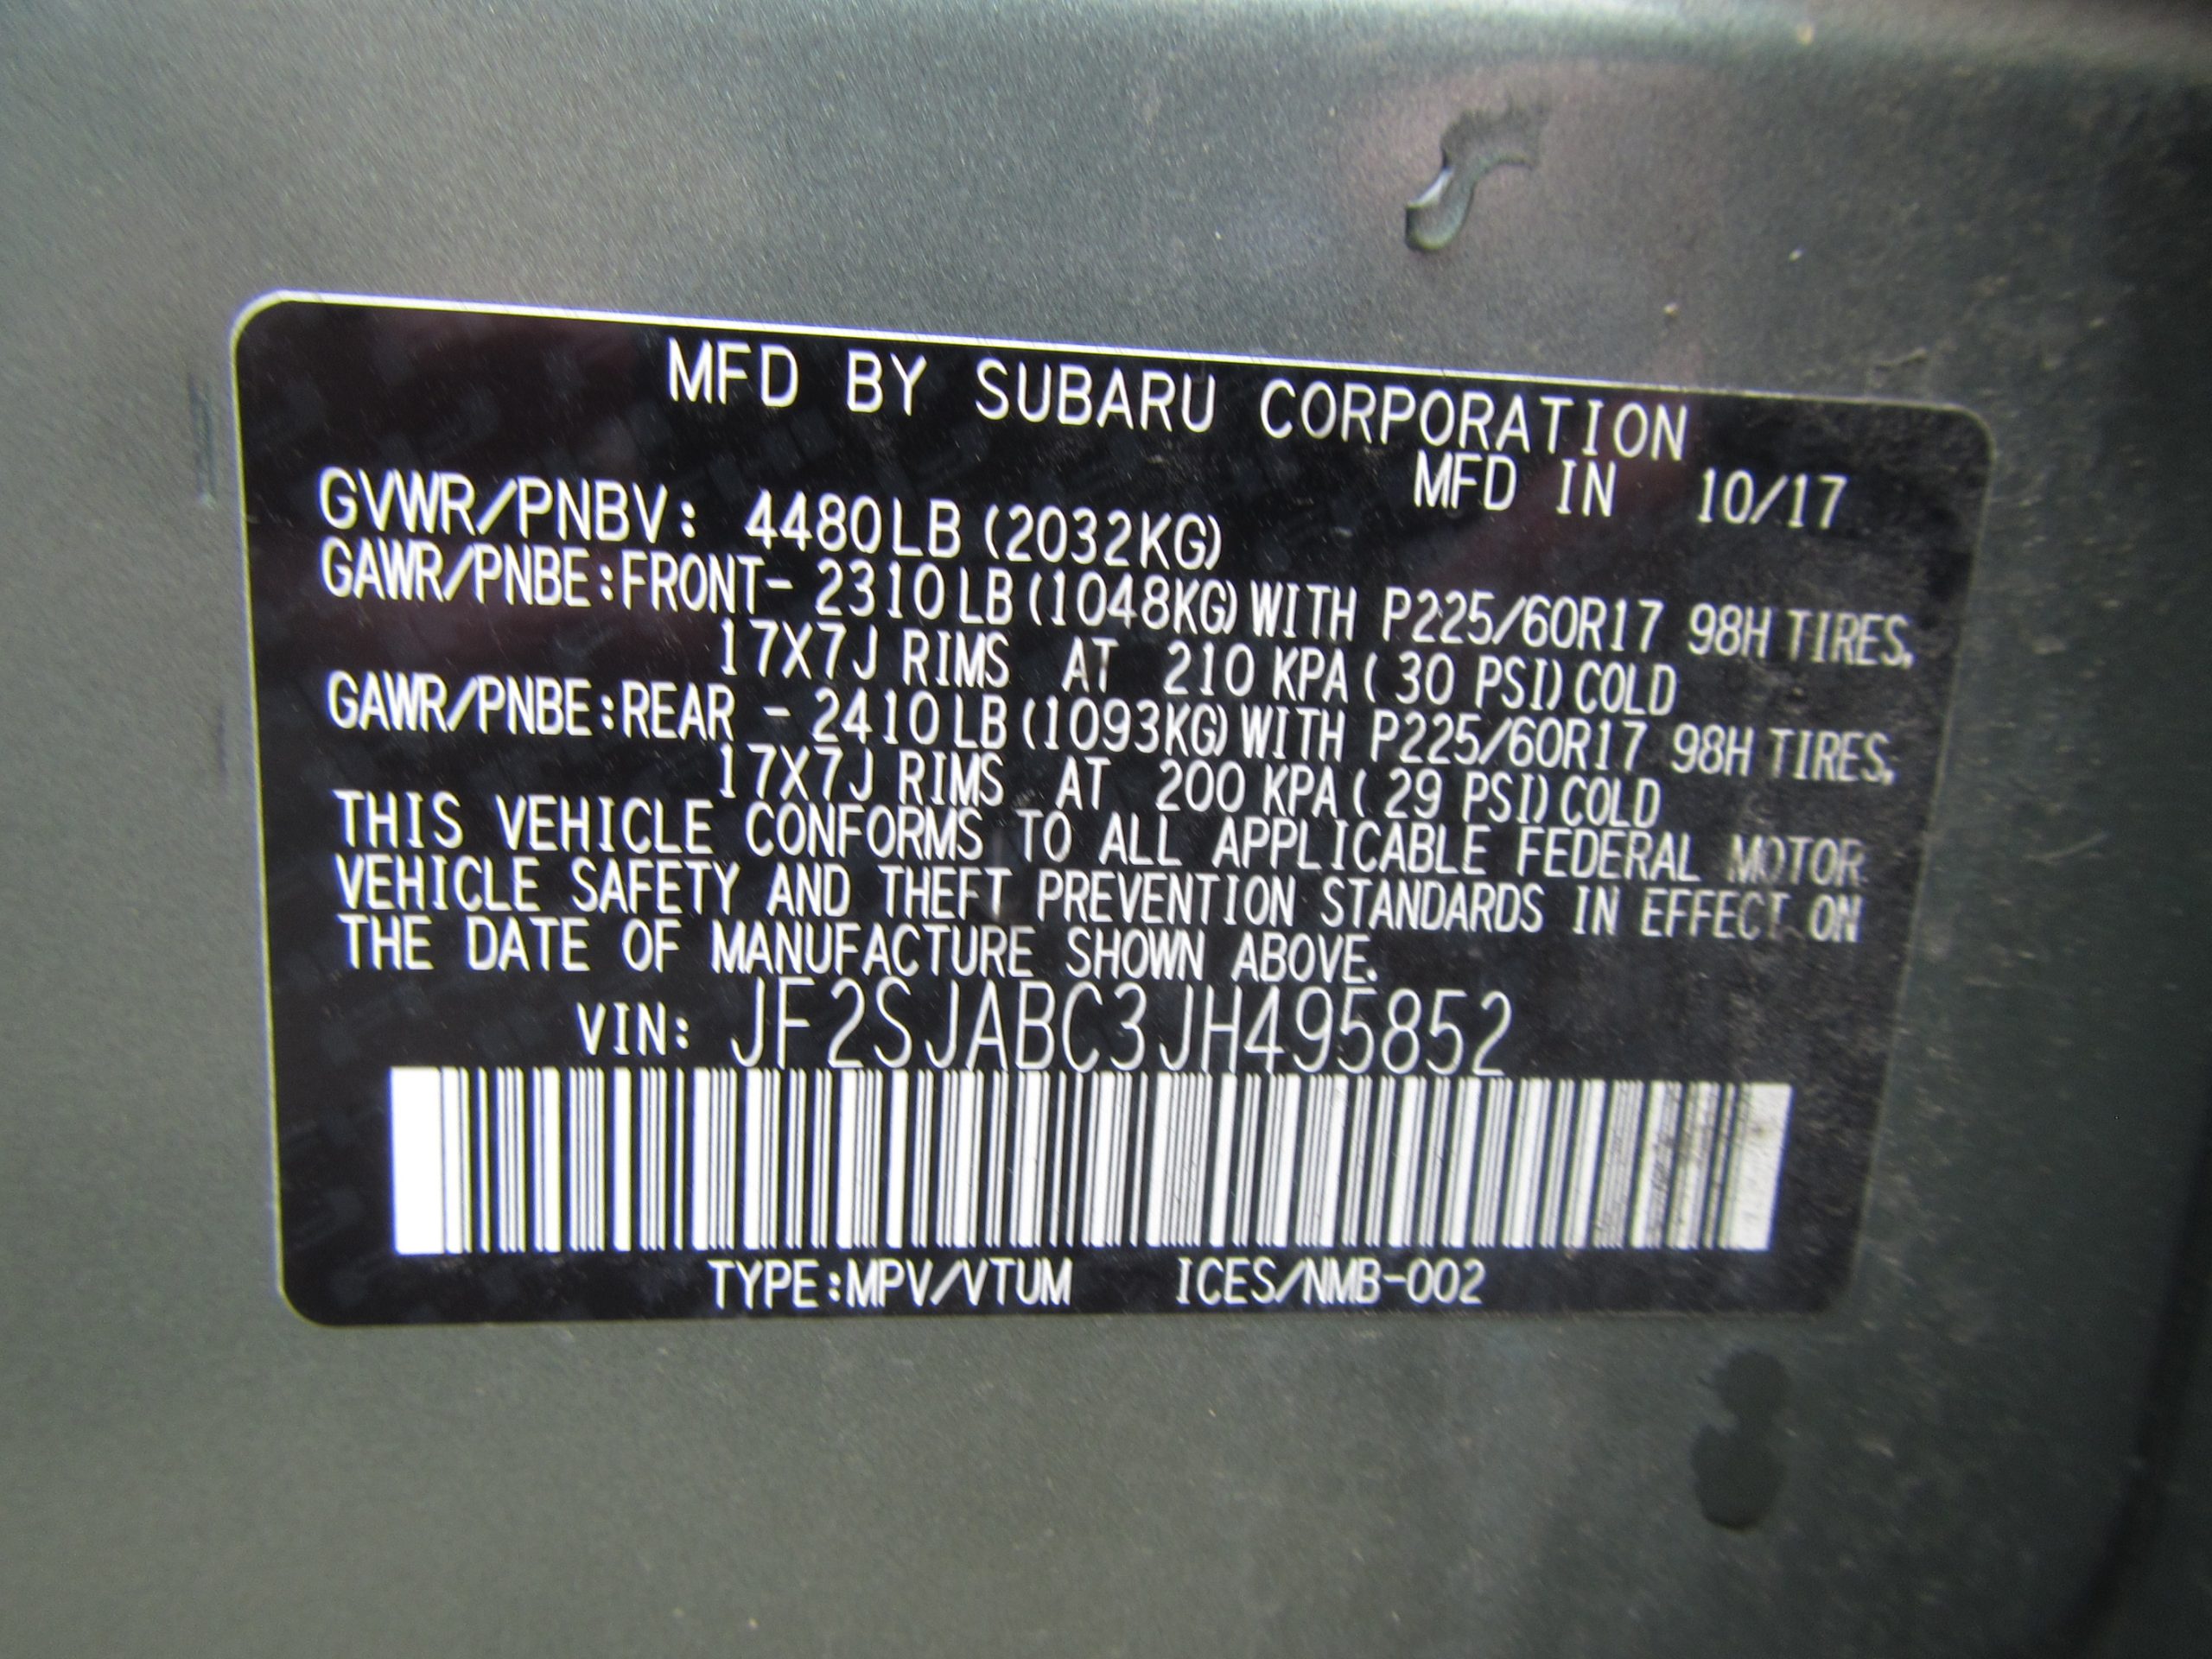 MFD BY SUBARU CORPORATION
MFD IN 10/17
GVWR/PNBV: 4480LB (2032KG)
GAWR/PNBE:FRONT- 2310LB(1048KG)WITH P225/60R17 98H TIRES,
17X7J RIMS AT 210 KPA( 30 PSI)COLD
GAWR/PNBE:REAR - 2410LB(1093KG)WITH P225/60R17 98H TIRES,
17X7J RIMS AT 200 KPA( 29 PSI)COLD
THIS VEHICLE CONFORMS TO ALL APPLICABLE FEDERAL MOTOR
VEHICLE SAFETY AND THEFT PREVENTION STANDARDS IN EFFECT ON
THE DATE OF MANUFACTURE SHOWN ABOVE.
VIN: JF2SJABC3JH495852
TYPE:MPV/VTUM ICES/NMB-002